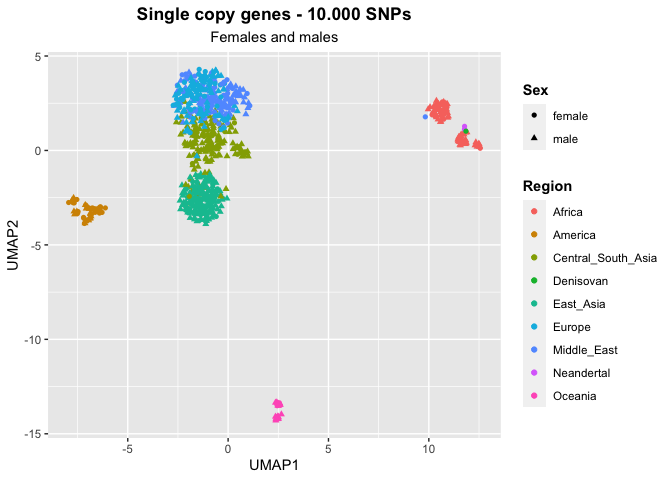 Single copy genes - 10.000 SNPs
Females and males
5
0
-5
-10
-15
-5
0
5
10
UMAP1
UMAP2
Sex
female
male
Region
Africa
America
Central_South_Asia
Denisovan
East_Asia
Europe
Middle_East
Neandertal
Oceania